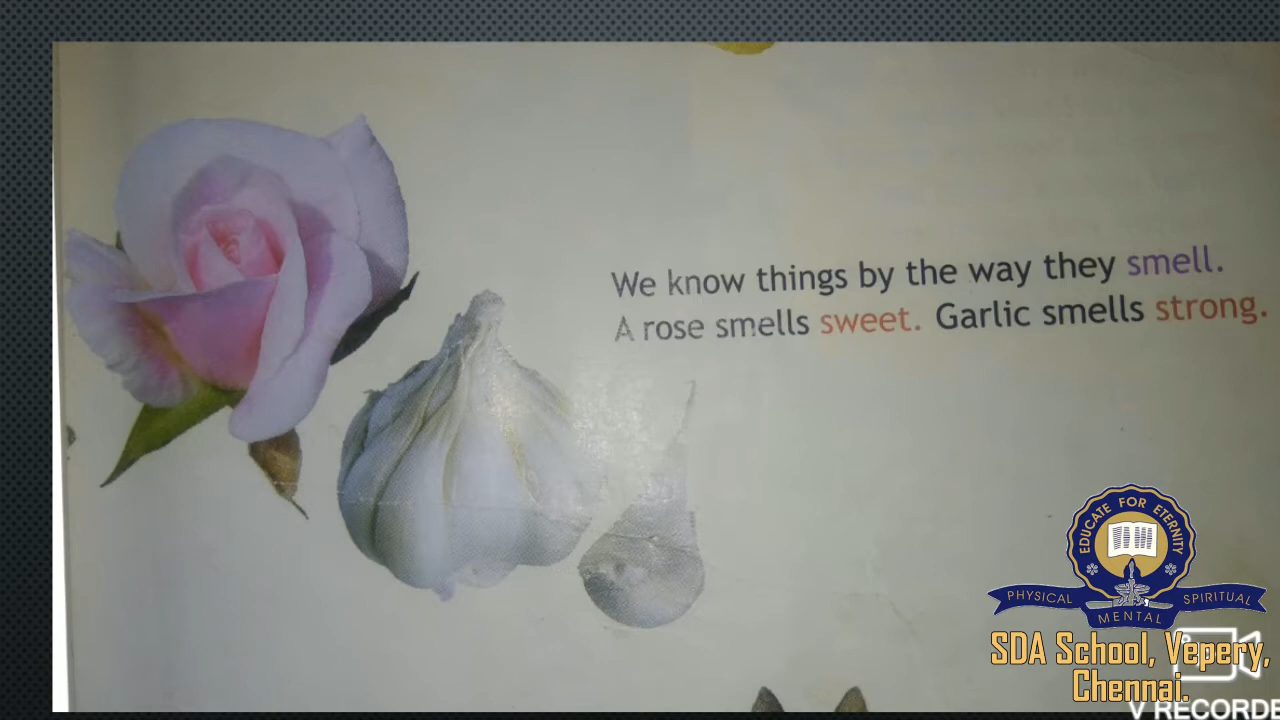 We know things by the way they smell.
A rose smells sweet. Garlic smells strong.
EDUCATE FOR ETERNITY
PHYSICAL MENTAL SPIRITUAL
SDA School, Vepery,
Chennai.
V RECORDE